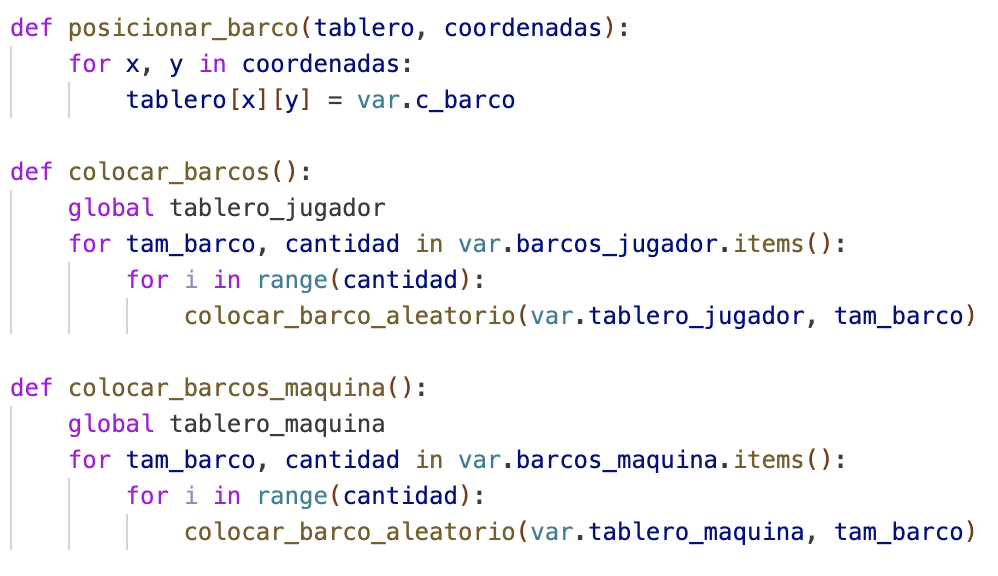 def posicionar_barco(tablero, coordenadas):
    for x, y in coordenadas:
        tablero[x][y] = var.c_barco

def colocar_barcos():
    global tablero_jugador
    for tam_barco, cantidad in var.barcos_jugador.items():
        for i in range(cantidad):
            colocar_barco_aleatorio(var.tablero_jugador, tam_barco)

def colocar_barcos_maquina():
    global tablero_maquina
    for tam_barco, cantidad in var.barcos_maquina.items():
        for i in range(cantidad):
            colocar_barco_aleatorio(var.tablero_maquina, tam_barco)